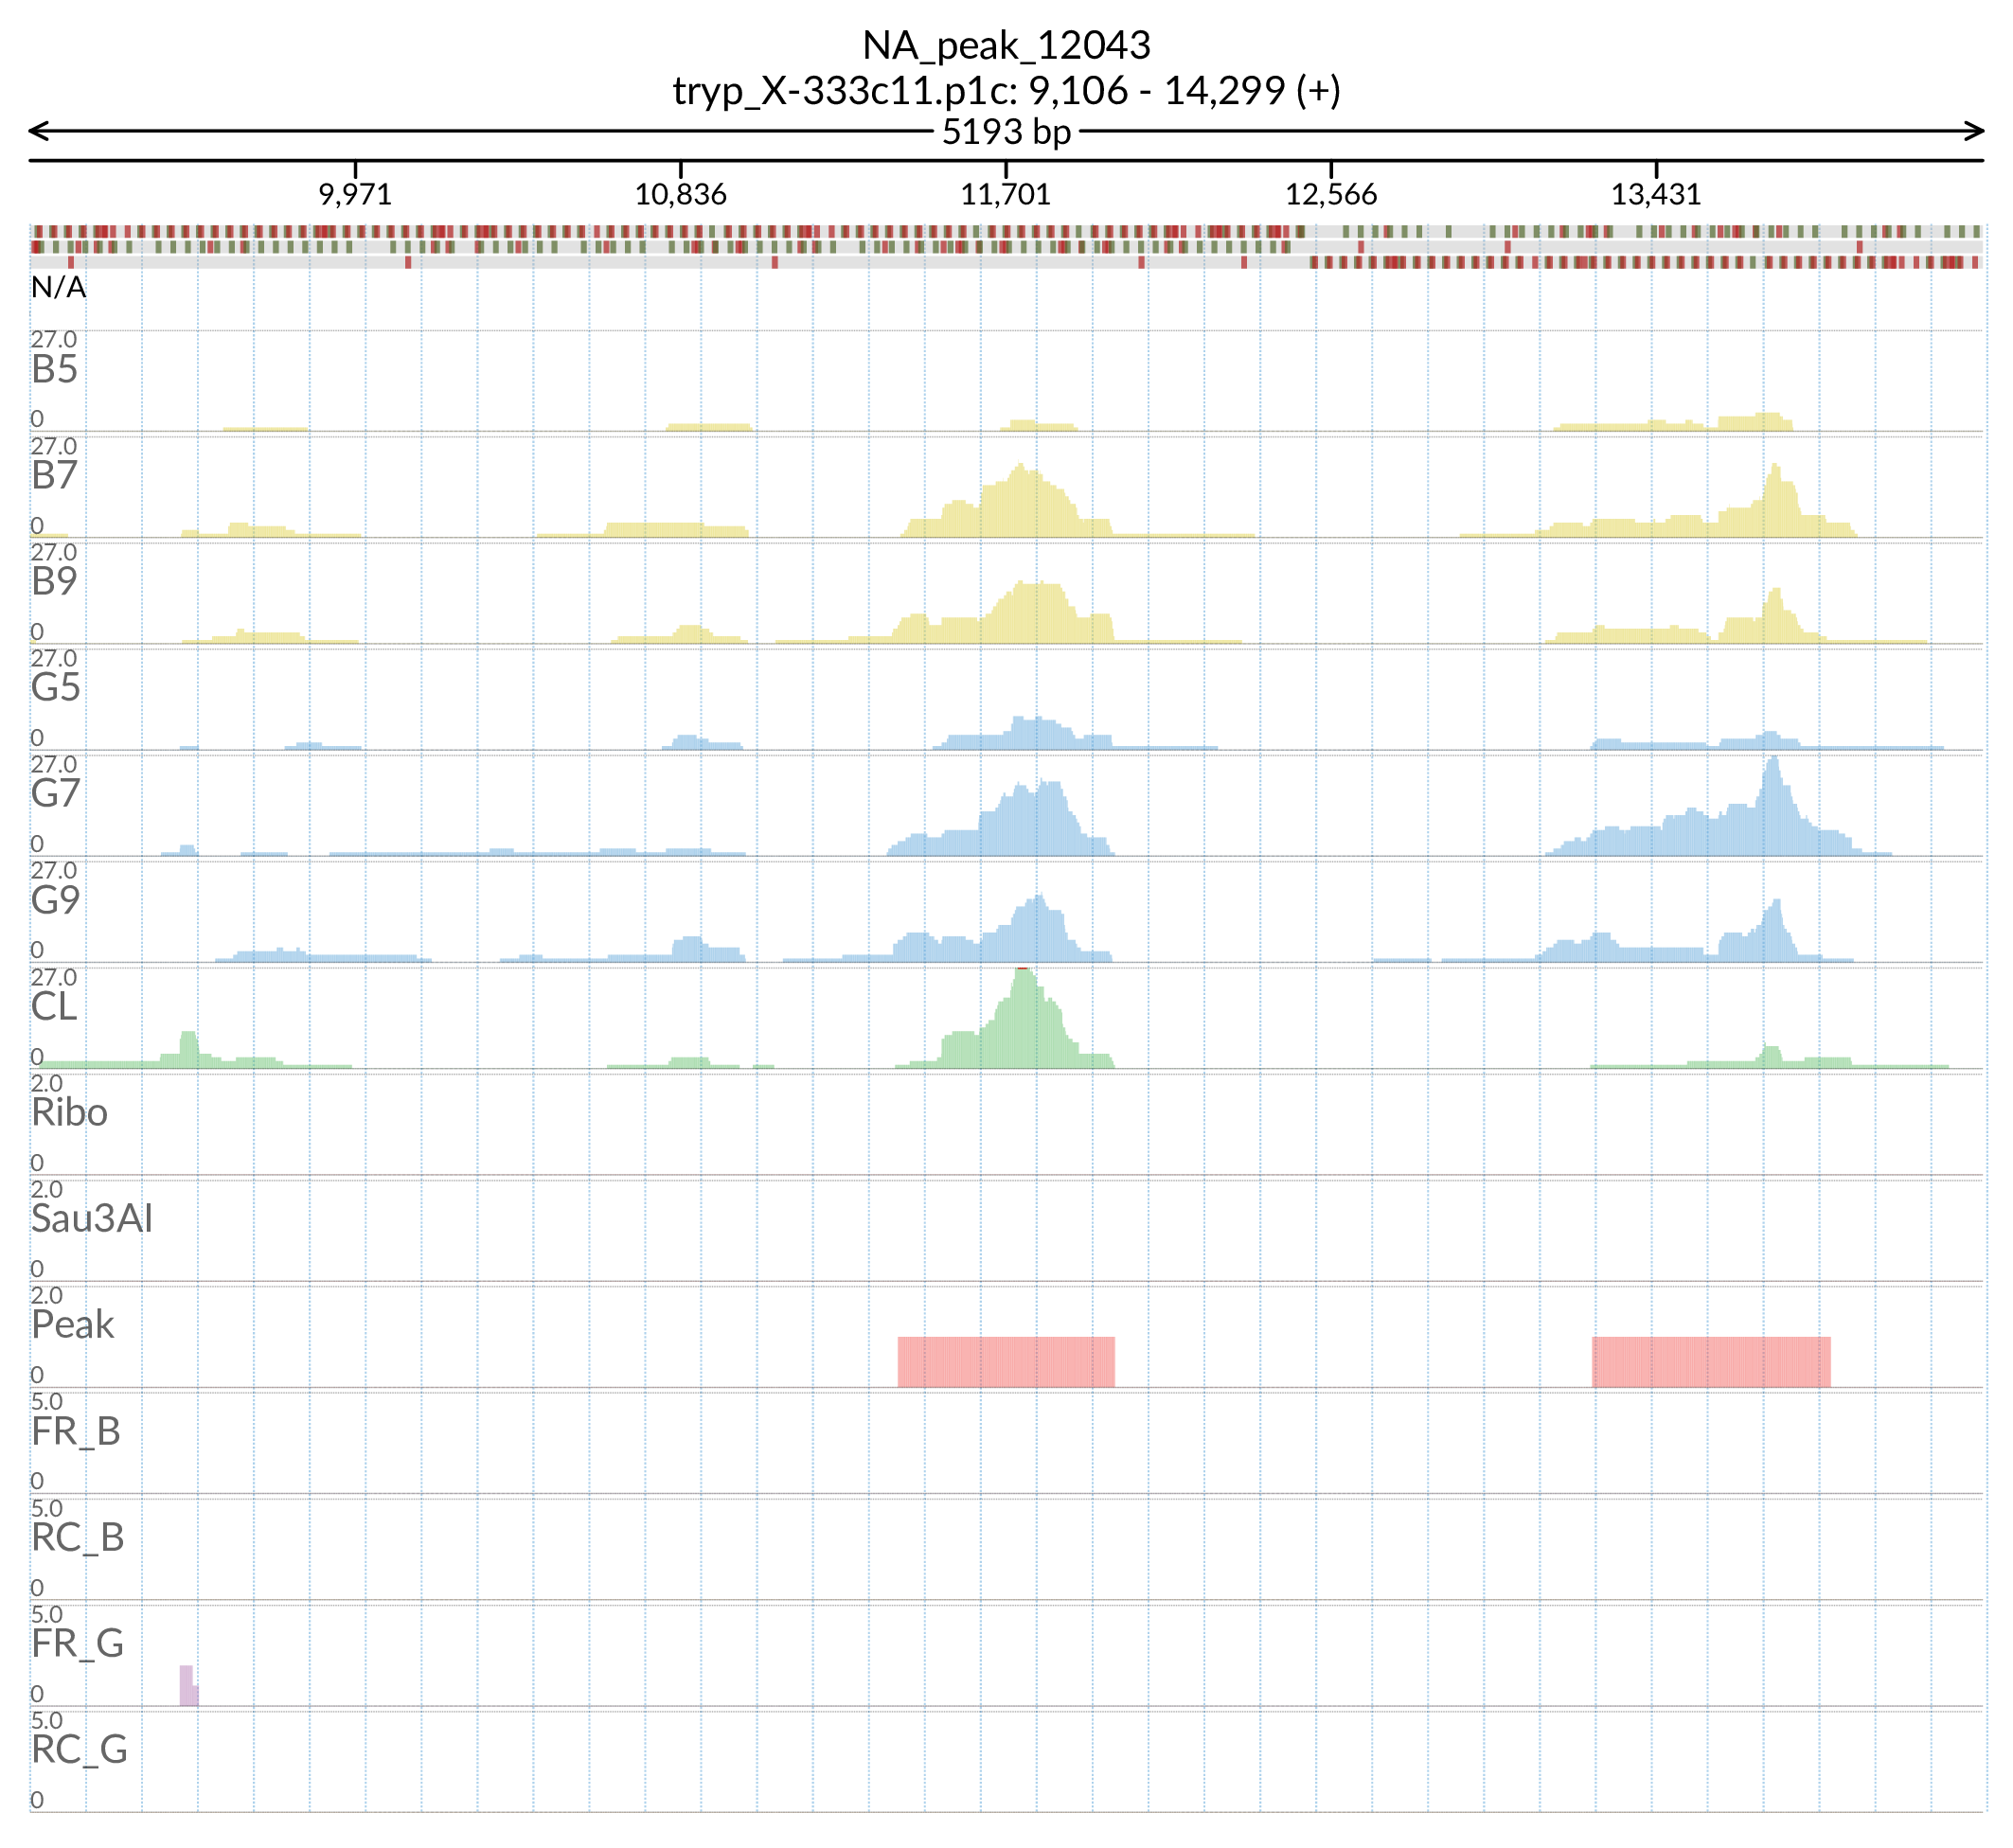 NA_peak_12043
tryp_X-333c11.p1c: 9,106 - 14,299 (+)
5193 bp
9,971 10,836 11,701 12,566 13,431
N/A
27.0
B5
0
27.0
B7
0
27.0
B9
0
27.0
G5
0
27.0
G7
0
27.0
G9
0
27.0
CL
0
2.0
Ribo
0
2.0
Sau3AI
0
2.0
Peak
0
5.0
FR_B
0
5.0
RC_B
0
5.0
FR_G
0
5.0
RC_G
0